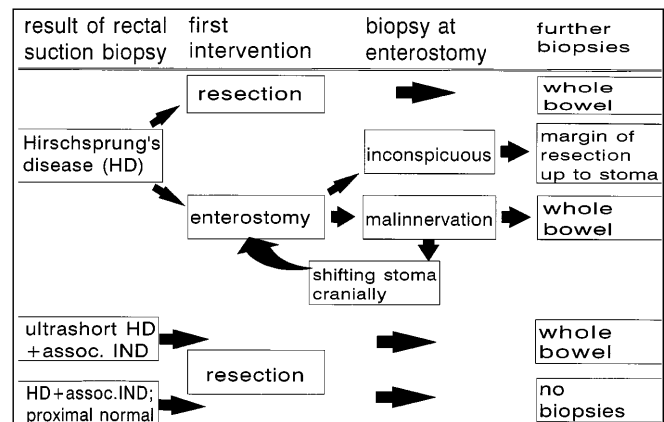 result of rectal
suction biopsy
first
intervention
biopsy at
enterostomy
further
biopsies
resection
whole
bowel
Hirschsprung's
disease (HD)
inconspicuous
margin of
resection
up to stoma
enterostomy
malinnervation
whole
bowel
shifting stoma
cranially
ultrashort HD
+assoc. IND
whole
bowel
resection
HD+assoc.IND;
proximal normal
no
biopsies